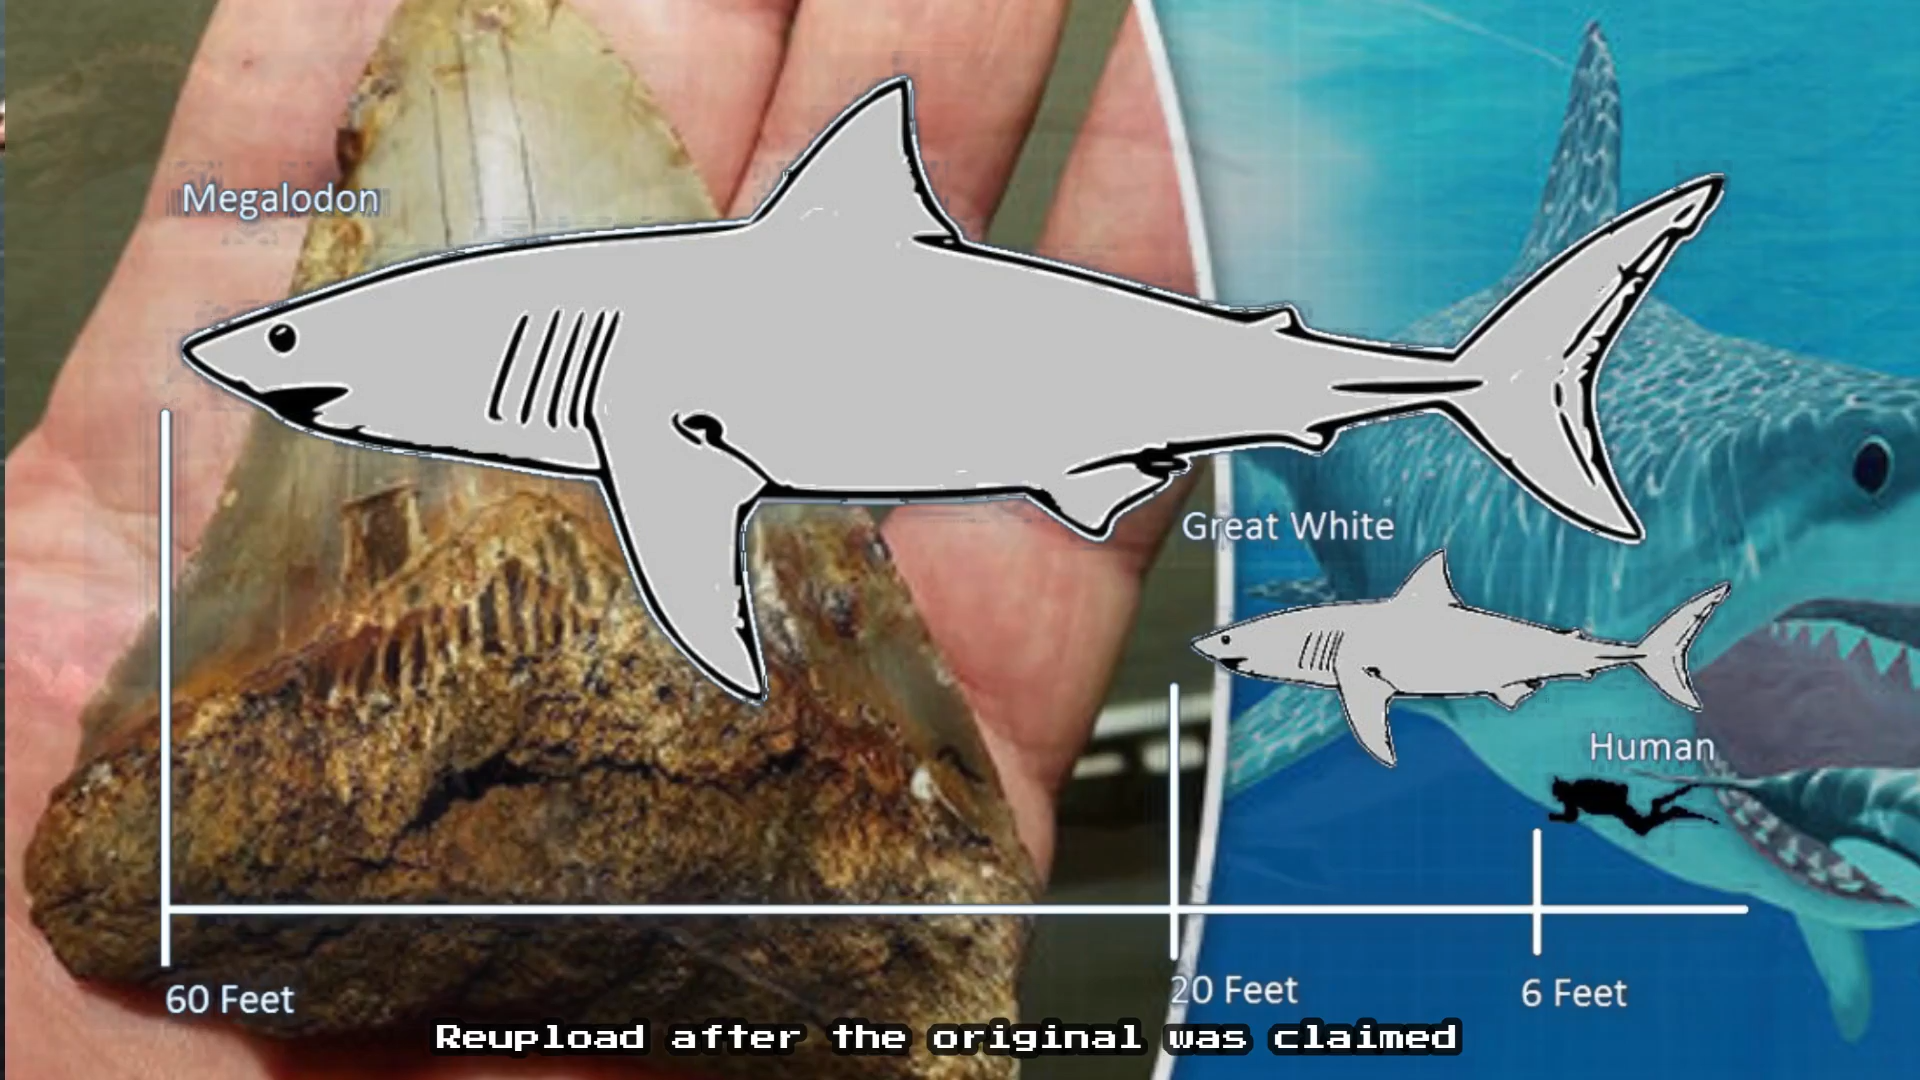 Megalodon
Great White
Human
60 Feet
20 Feet
6 Feet
Reupload after the original was claimed